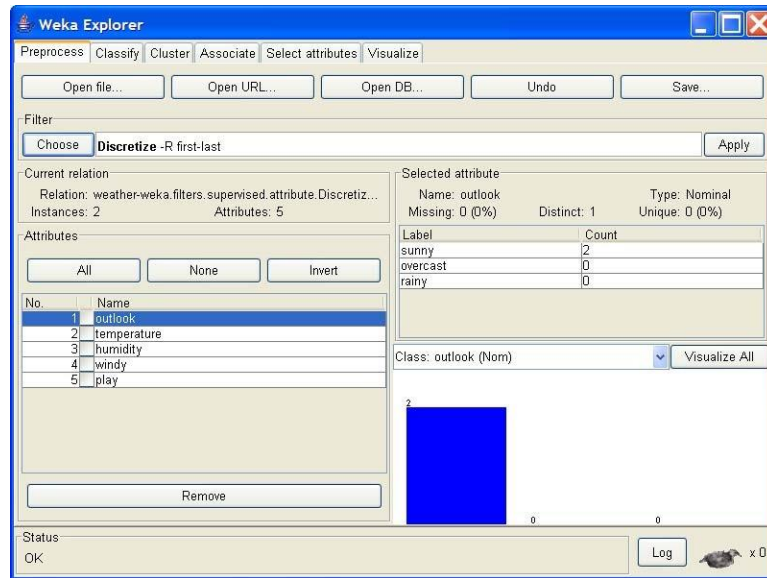 Weka Explorer
Preprocess Classify Cluster Associate Select attributes Visualize
Open file... Open URL... Open DB... Undo Save...
Filter
Choose Discretize -R first-last Apply
Current relation
Relation: weather-weka.filters.supervised.attribute.Discretiz...
Instances: 2 Attributes: 5
Selected attribute
Name: outlook Type: Nominal
Missing: 0 (0%) Distinct: 1 Unique: 0 (0%)
Label Count
sunny 2
overcast 0
rainy 0
Attributes
All None Invert
No. Name
1 outlook
2 temperature
3 humidity
4 windy
5 play
Remove
Class: outlook (Nom) Visualize All
2
0 0
Status
OK
Log x 0